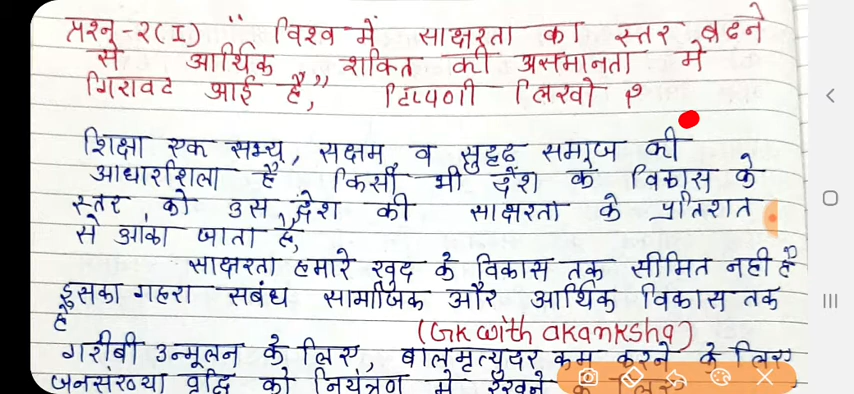 प्रश्न-२(I) " विश्व में साक्षरता का स्तर बढने
से आर्थिक शक्ति की असमानता मे
गिरावट आई है," टिप्पणी लिखो ?
शिक्षा एक सभ्य, सक्षम, व सुदृढ समाज की
आधारशिला है किसी भी देश के विकास के
स्तर को उस देश की साक्षरता के प्रतिशत
से आंका जाता है,
साक्षरता हमारे खुद के विकास तक सीमित नही है
इसका गहरा सबंध सामाजिक और आर्थिक विकास तक
है
(Gk with akanksha)
गरीबी उन्मूलन के लिए, बालमृत्युदर कम करने के लिए
जनसंख्या वृद्धि को नियंत्रण मे रखने के लिए